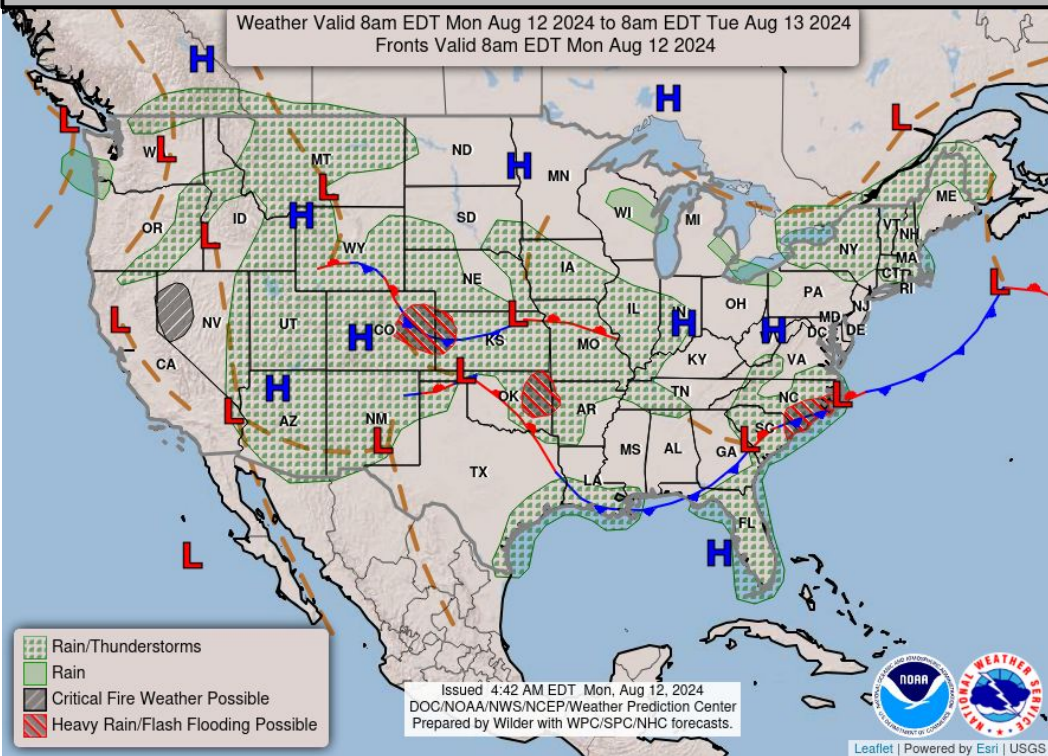 Weather Valid 8am EDT Mon Aug 12 2024 to 8am EDT Tue Aug 13 2024
Fronts Valid 8am EDT Mon Aug 12 2024
H
H
L
L
L
W
MT
ND
H
MN
L
H
ID
OR
L
WY
SD
WI
MI
ME
VT
NH
NY
MA
CT
RI
NE
IA
L
L
NV
UT
H
CO
KS
L
MO
IL
IN
H
OH
PA
NJ
MD
DE
DC
H
VA
KY
CA
H
AZ
L
NM
L
L
OK
AR
TN
NC
L
SC
L
GA
AL
MS
LA
TX
FL
H
L
Rain/Thunderstorms
Rain
Critical Fire Weather Possible
Heavy Rain/Flash Flooding Possible
Issued 4:42 AM EDT Mon, Aug 12, 2024
DOC/NOAA/NWS/NCEP/Weather Prediction Center
Prepared by Wilder with WPC/SPC/NHC forecasts.
NOAA
NATIONAL WEATHER SERVICE
Leaflet | Powered by Esri | USGS